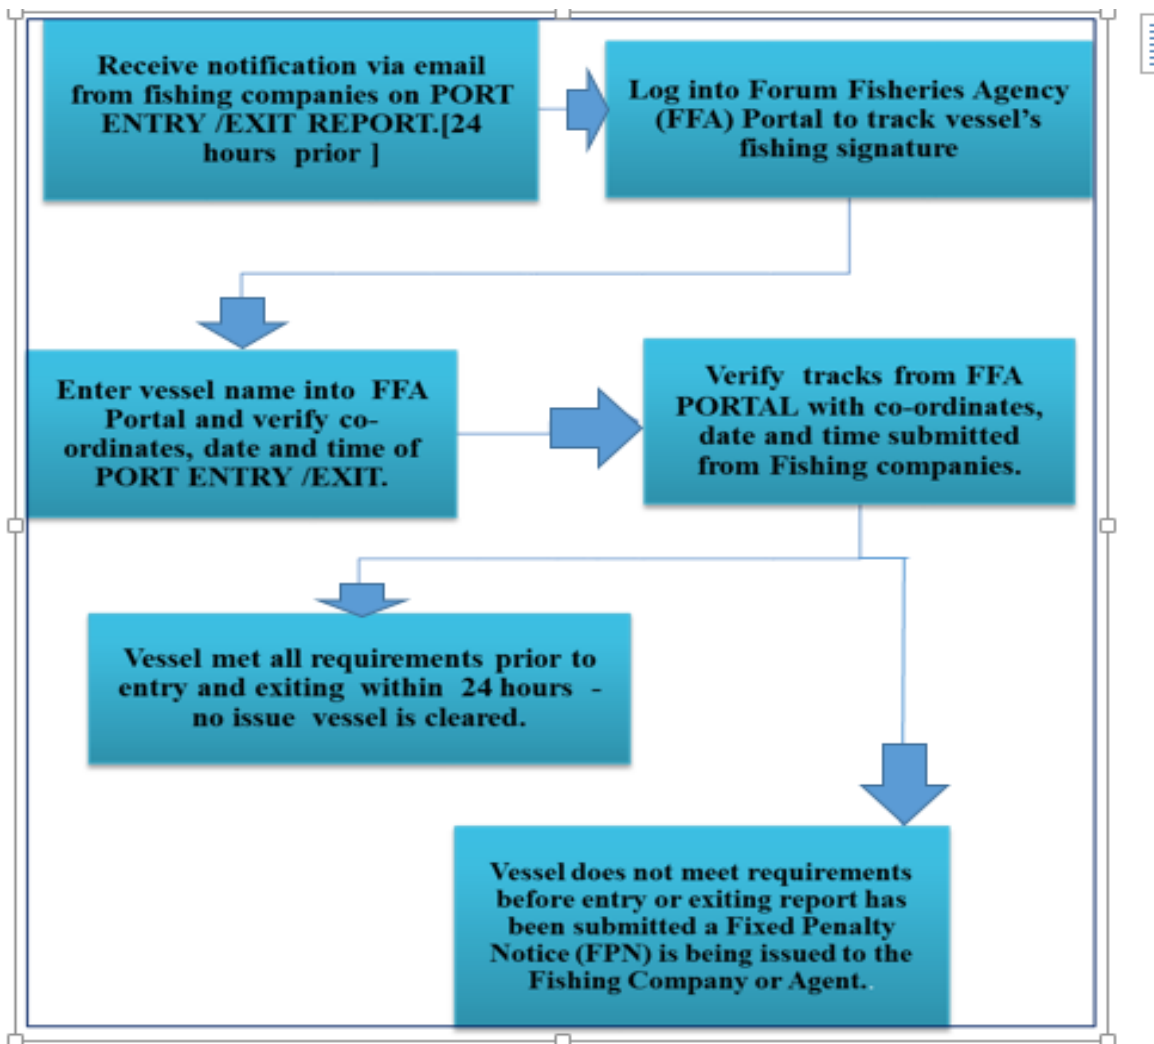 Receive notification via email
from fishing companies on PORT
ENTRY /EXIT REPORT.[24
hours prior ]
Log into Forum Fisheries Agency
(FFA) Portal to track vessel's
fishing signature
Enter vessel name into FFA
Portal and verify co-
ordinates, date and time of
PORT ENTRY /EXIT.
Verify tracks from FFA
PORTAL with co-ordinates,
date and time submitted
from Fishing companies.
Vessel met all requirements prior to
entry and exiting within 24 hours -
no issue vessel is cleared.
Vessel does not meet requirements
before entry or exiting report has
been submitted a Fixed Penalty
Notice (FPN) is being issued to the
Fishing Company or Agent..